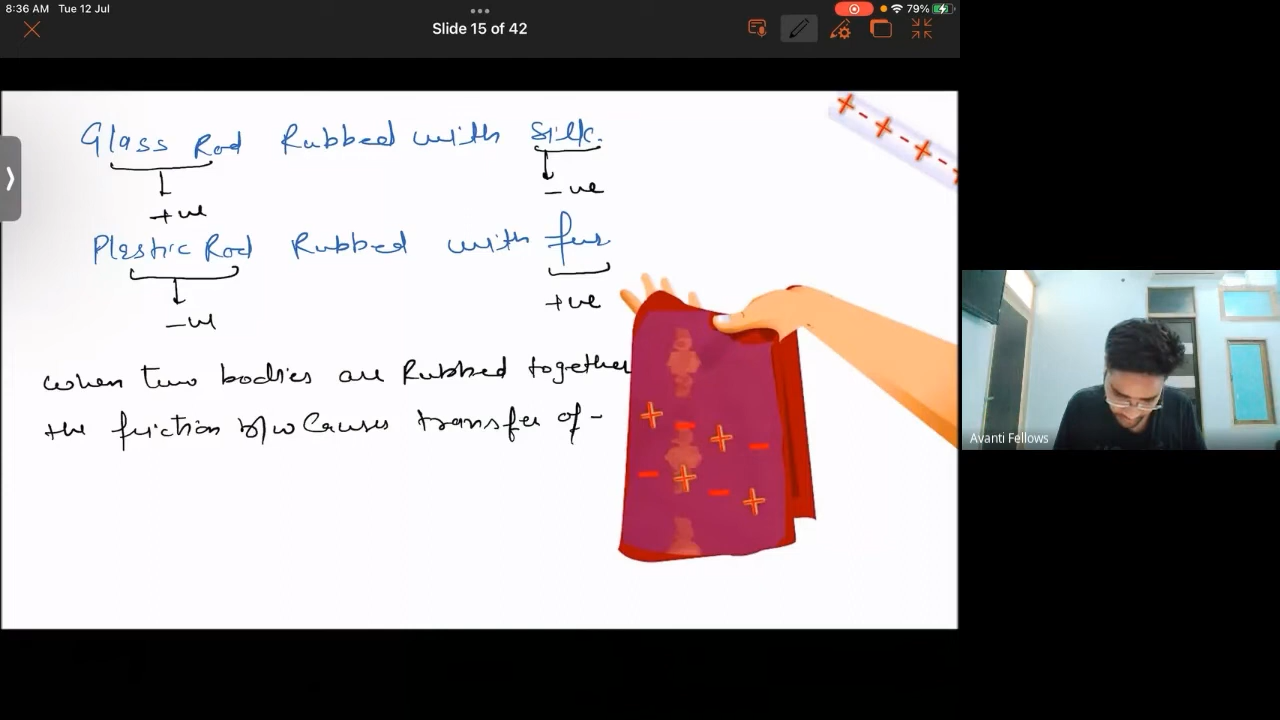 8:36 AM Tue 12 Jul
79%
Slide 15 of 42
Glass Rod Rubbed with Silk.
+ve
-ve
Plastic Rod Rubbed with fur
-ve
+ve
when two bodies are Rubbed together
the friction b/w Causes transfer of -
Avanti Fellows